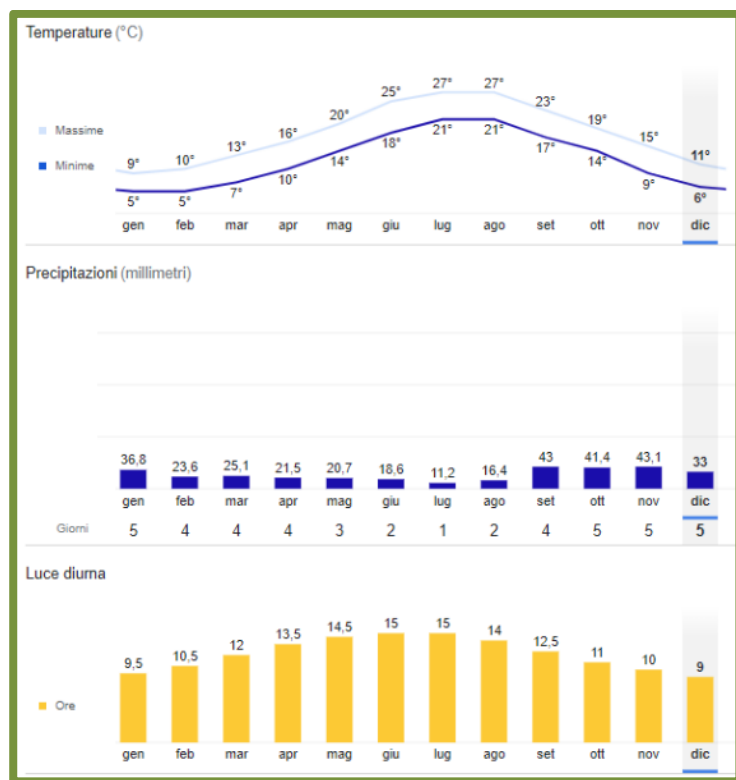 Temperature (°C)
27° 27°
25°
23°
20°
19°
16°
15°
13°
11°
10°
9°
Massime
Minime
21° 21°
18°
17°
14° 14°
10°
9°
7°
6°
5° 5°
gen feb mar apr mag giu lug ago set ott nov dic
Precipitazioni (millimetri)
36,8 23,6 25,1 21,5 20,7 18,6 11,2 16,4 43 41,4 43,1 33
gen feb mar apr mag giu lug ago set ott nov dic
Giorni 5 4 4 4 3 2 1 2 4 5 5 5
Luce diurna
9,5 10,5 12 13,5 14,5 15 15 14 12,5 11 10 9
Ore
gen feb mar apr mag giu lug ago set ott nov dic